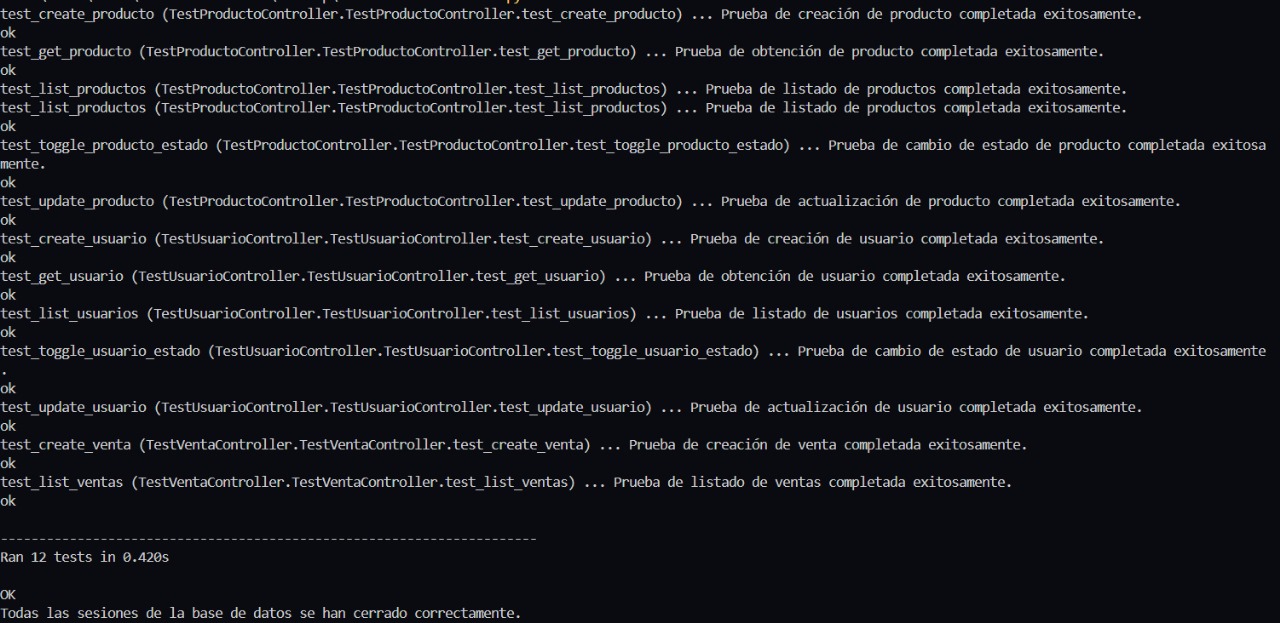 test_create_producto (TestProductoController.TestProductoController.test_create_producto) ... Prueba de creación de producto completada exitosamente.
ok
test_get_producto (TestProductoController.TestProductoController.test_get_producto) ... Prueba de obtención de producto completada exitosamente.
ok
test_list_productos (TestProductoController.TestProductoController.test_list_productos) ... Prueba de listado de productos completada exitosamente.
test_list_productos (TestProductoController.TestProductoController.test_list_productos) ... Prueba de listado de productos completada exitosamente.
ok
test_toggle_producto_estado (TestProductoController.TestProductoController.test_toggle_producto_estado) ... Prueba de cambio de estado de producto completada exitosa
mente.
ok
test_update_producto (TestProductoController.TestProductoController.test_update_producto) ... Prueba de actualización de producto completada exitosamente.
ok
test_create_usuario (TestUsuarioController.TestUsuarioController.test_create_usuario) ... Prueba de creación de usuario completada exitosamente.
ok
test_get_usuario (TestUsuarioController.TestUsuarioController.test_get_usuario) ... Prueba de obtención de usuario completada exitosamente.
ok
test_list_usuarios (TestUsuarioController.TestUsuarioController.test_list_usuarios) ... Prueba de listado de usuarios completada exitosamente.
ok
test_toggle_usuario_estado (TestUsuarioController.TestUsuarioController.test_toggle_usuario_estado) ... Prueba de cambio de estado de usuario completada exitosamente
.
ok
test_update_usuario (TestUsuarioController.TestUsuarioController.test_update_usuario) ... Prueba de actualización de usuario completada exitosamente.
ok
test_create_venta (TestVentaController.TestVentaController.test_create_venta) ... Prueba de creación de venta completada exitosamente.
ok
test_list_ventas (TestVentaController.TestVentaController.test_list_ventas) ... Prueba de listado de ventas completada exitosamente.
ok
----------------------------------------------------------------------
Ran 12 tests in 0.420s
OK
Todas las sesiones de la base de datos se han cerrado correctamente.